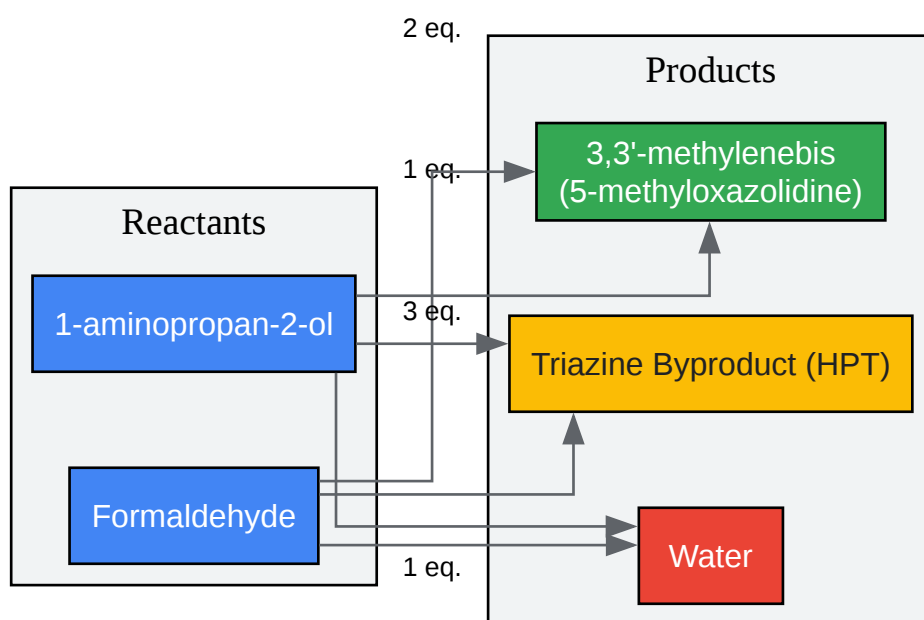 2 eq.
Products
3,3'-methylenebis
(5-methyloxazolidine)
1 eq.
Reactants
1-aminopropan-2-ol
3 eq.
Triazine Byproduct (HPT)
Formaldehyde
Water
1 eq.